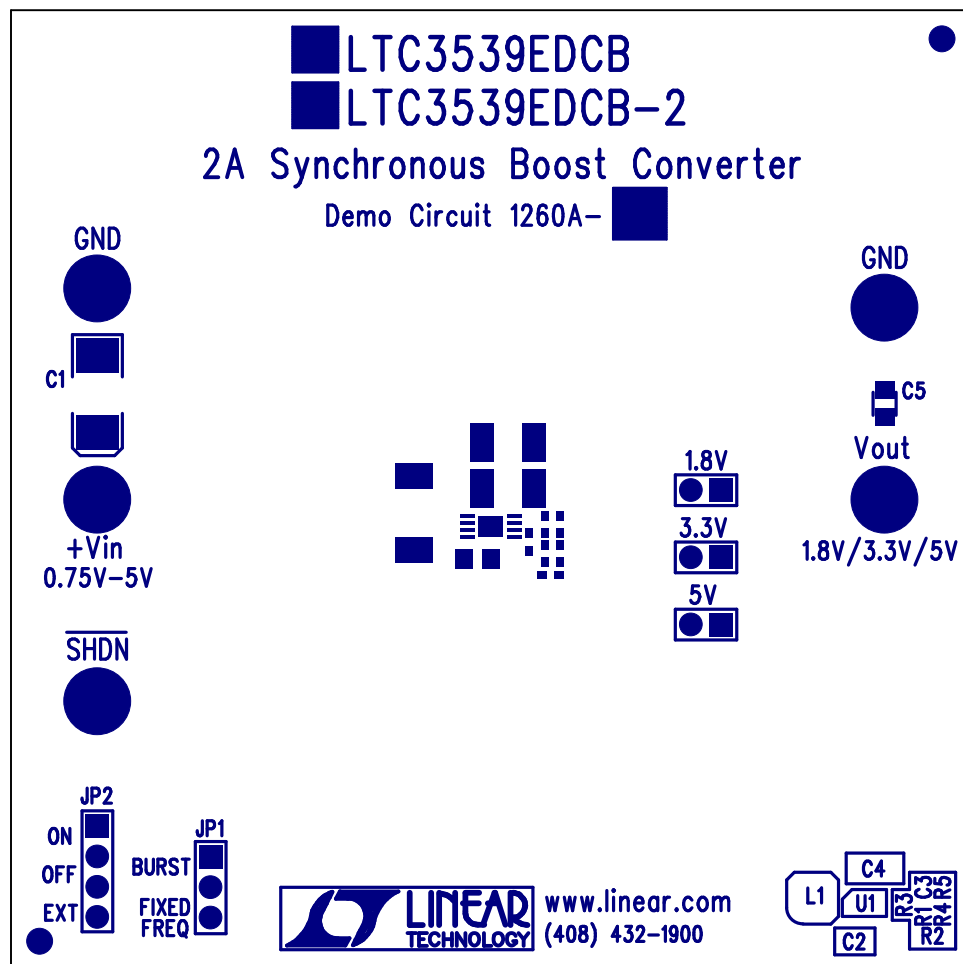 LTC3539EDCB
LTC3539EDCB-2
2A Synchronous Boost Converter
Demo Circuit 1260A-
GND
GND
C1
C5
Vout
1.8V
+Vin
0.75V-5V
3.3V
1.8V/3.3V/5V
5V
SHDN
JP2
ON
OFF
EXT
JP1
BURST
FIXED
FREQ
LINEAR
TECHNOLOGY
www.linear.com
(408) 432-1900
C4
L1
U1
R3
R1 C3
R4 R5
C2
R2